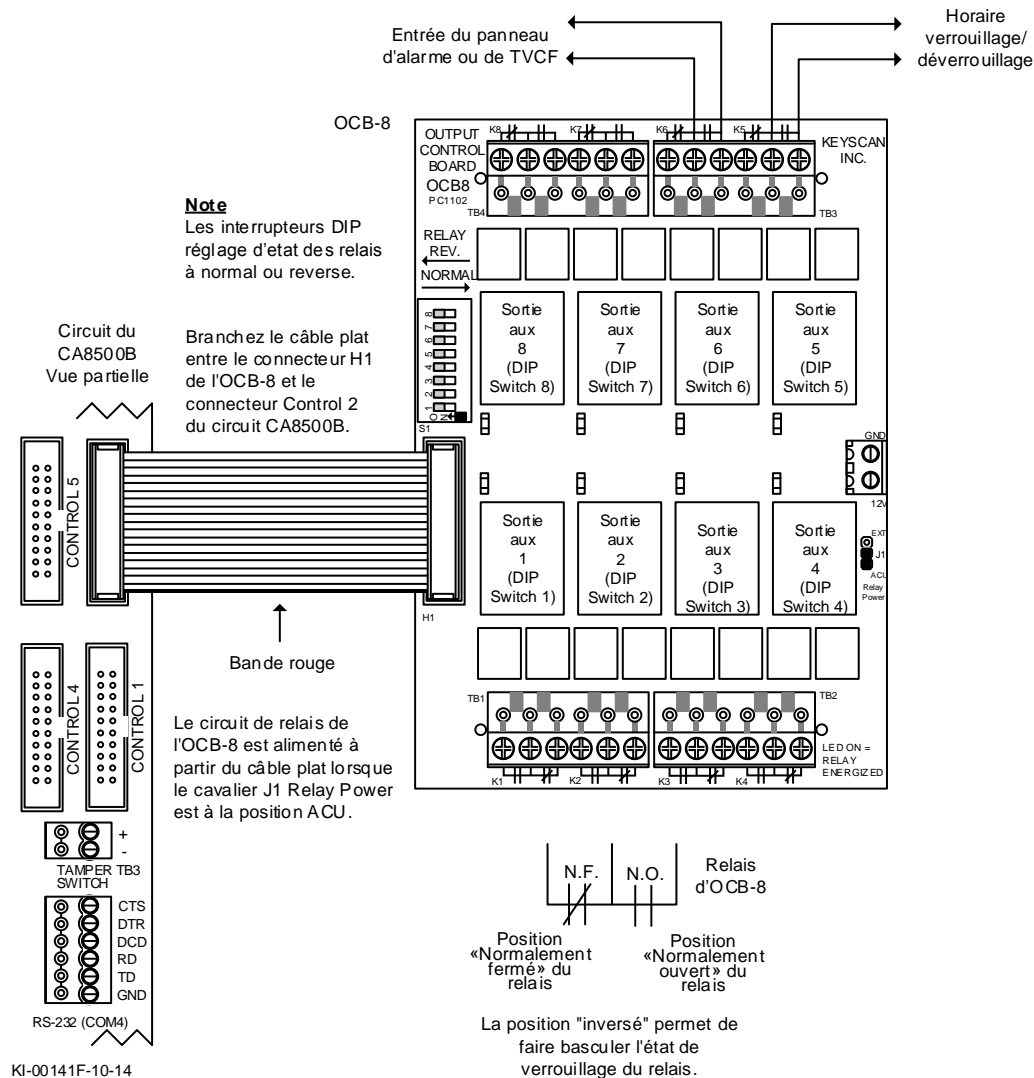 Entrée du panneau
d'alarme ou de TVCF
Horaire
verrouillage/
déverrouillage
OCB-8
OUTPUT
CONTROL
BOARD
OCB8
PC1102
K8
K7
K6
K5
KEYSCAN
INC.
TB4
TB3
Note
Les interrupteurs DIP
réglage d'etat des relais
à normal ou reverse.
RELAY
REV.
NORMAL
8
7
6
5
4
3
2
1
ON
S1
Sortie
aux
8
(DIP
Switch 8)
Sortie
aux
7
(DIP
Switch 7)
Sortie
aux
6
(DIP
Switch 6)
Sortie
aux
5
(DIP
Switch 5)
Circuit du
CA8500B
Vue partielle
Branchez le câble plat
entre le connecteur H1
de l'OCB-8 et le
connecteur Control 2
du circuit CA8500B.
GND
12V
CONTROL 5
Sortie
aux
1
(DIP
Switch 1)
Sortie
aux
2
(DIP
Switch 2)
Sortie
aux
3
(DIP
Switch 3)
Sortie
aux
4
(DIP
Switch 4)
EXT
J1
ACU
Relay
Power
H1
Bande rouge
CONTROL 4
CONTROL 1
TB1
TB2
K1
K2
K3
K4
LED ON =
RELAY
ENERGIZED
Le circuit de relais de
l'OCB-8 est alimenté à
partir du câble plat lorsque
le cavalier J1 Relay Power
est à la position ACU.
+
-
TAMPER TB3
SWITCH
CTS
DTR
DCD
RD
TD
GND
RS-232 (COM4)
N.F.
N.O.
Relais
d'OCB-8
Position
«Normalement
fermé» du
relais
Position
«Normalement
ouvert» du
relais
La position "inversé" permet de
faire basculer l'état de
verrouillage du relais.
KI-00141F-10-14